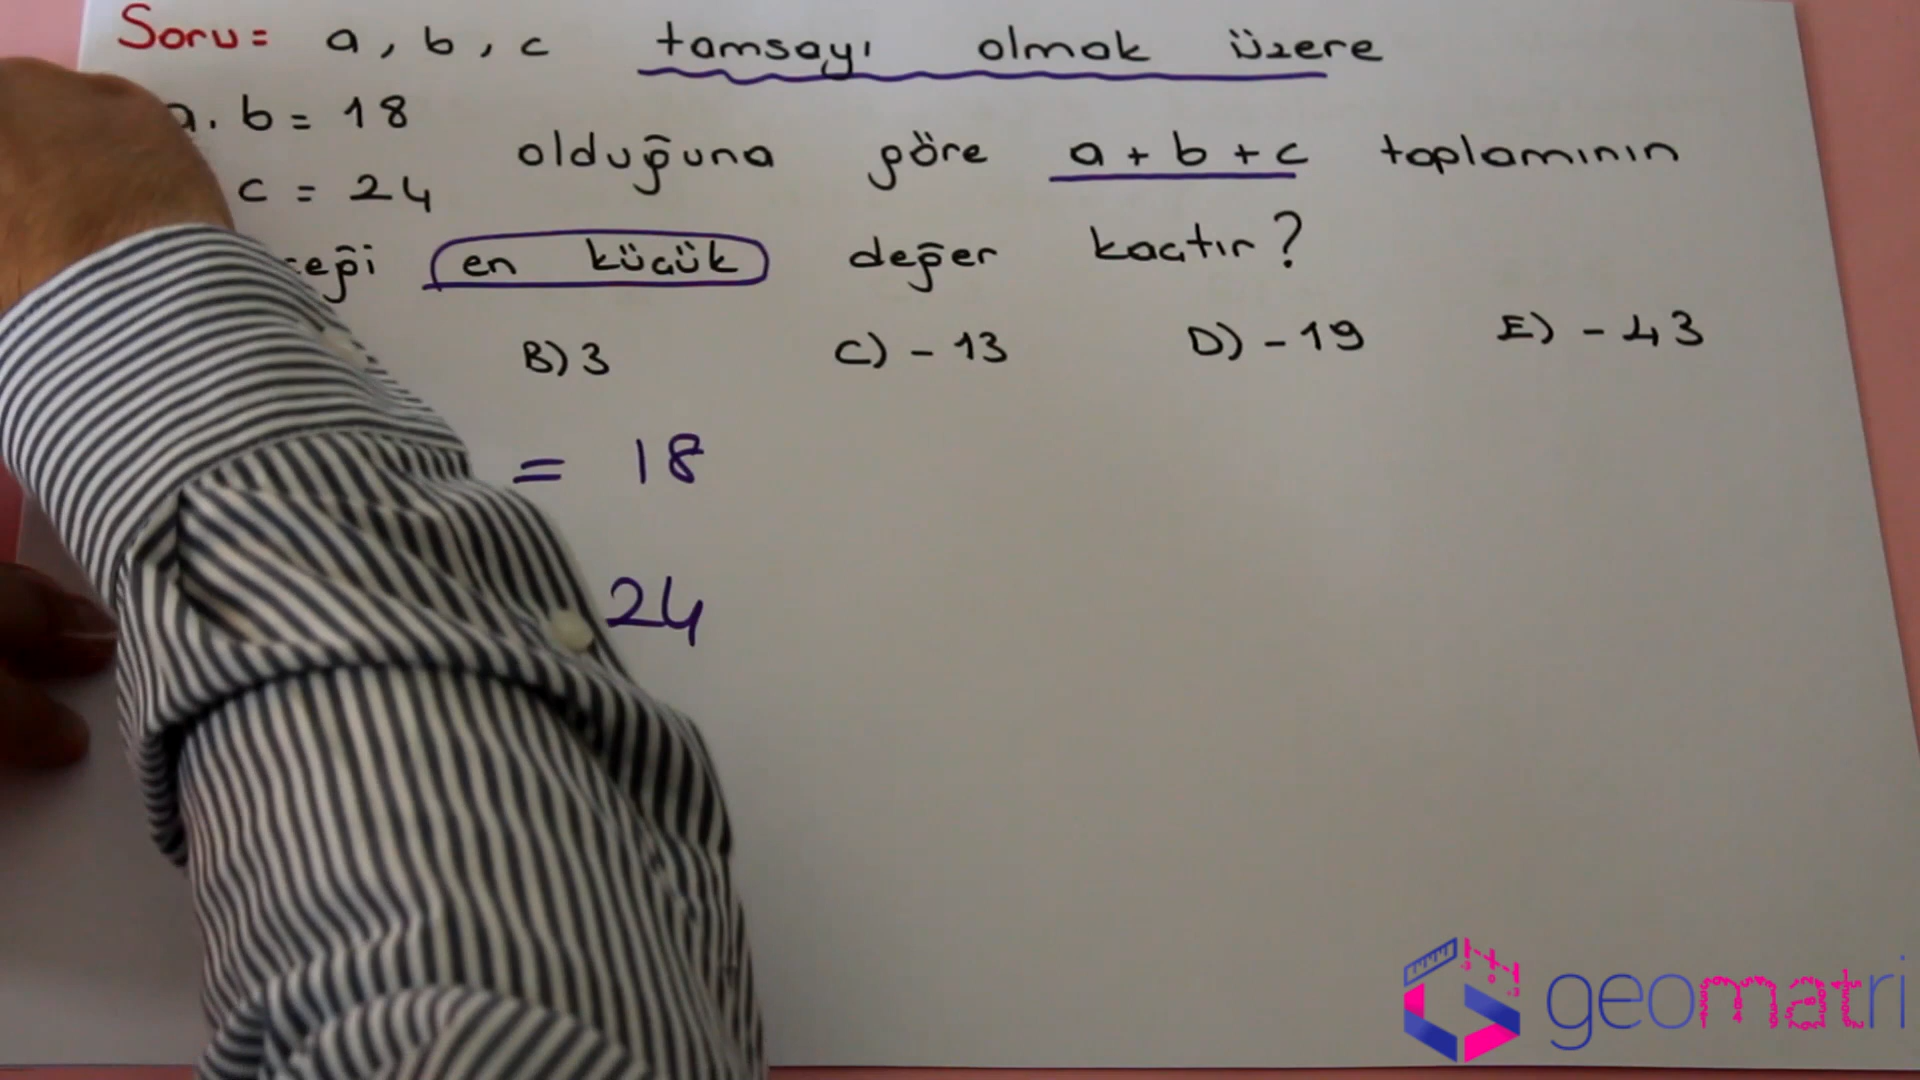 Soru= a, b, c tamsayı olmak üzere
a. b = 18
c = 24
olduğuna göre a + b + c toplamının
en küçük değer kaçtır?
B) 3 C) - 13 D) - 19 E) - 43
= 18
24
geomatri